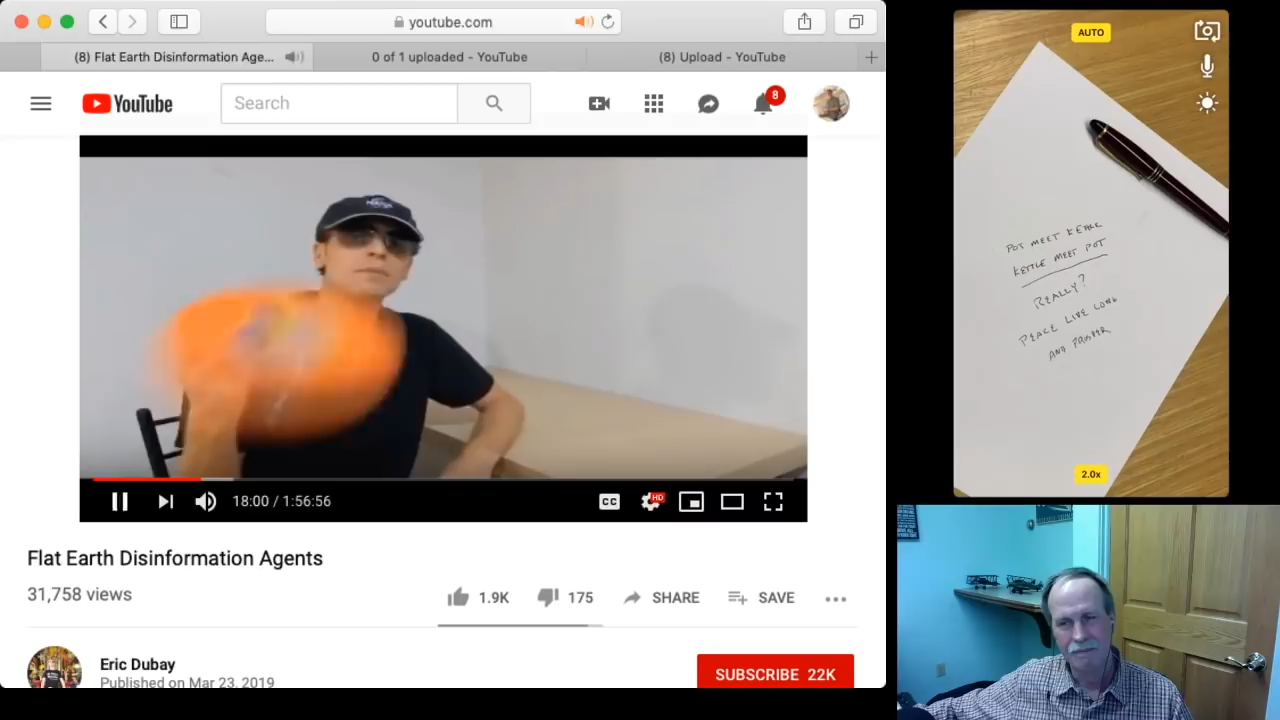 youtube.com
(8) Flat Earth Disinformation Age...
0 of 1 uploaded - YouTube
(8) Upload - YouTube
YouTube
Search
8
NASA
18:00 / 1:56:56
CC
HD
Flat Earth Disinformation Agents
31,758 views
1.9K
175
SHARE
SAVE
Eric Dubay
Published on Mar 23, 2019
SUBSCRIBE 22K
AUTO
POT MEET KETTLE
KETTLE MEET POT
REALLY?
PEACE LIVE LONG
AND PROSPER
2.0x